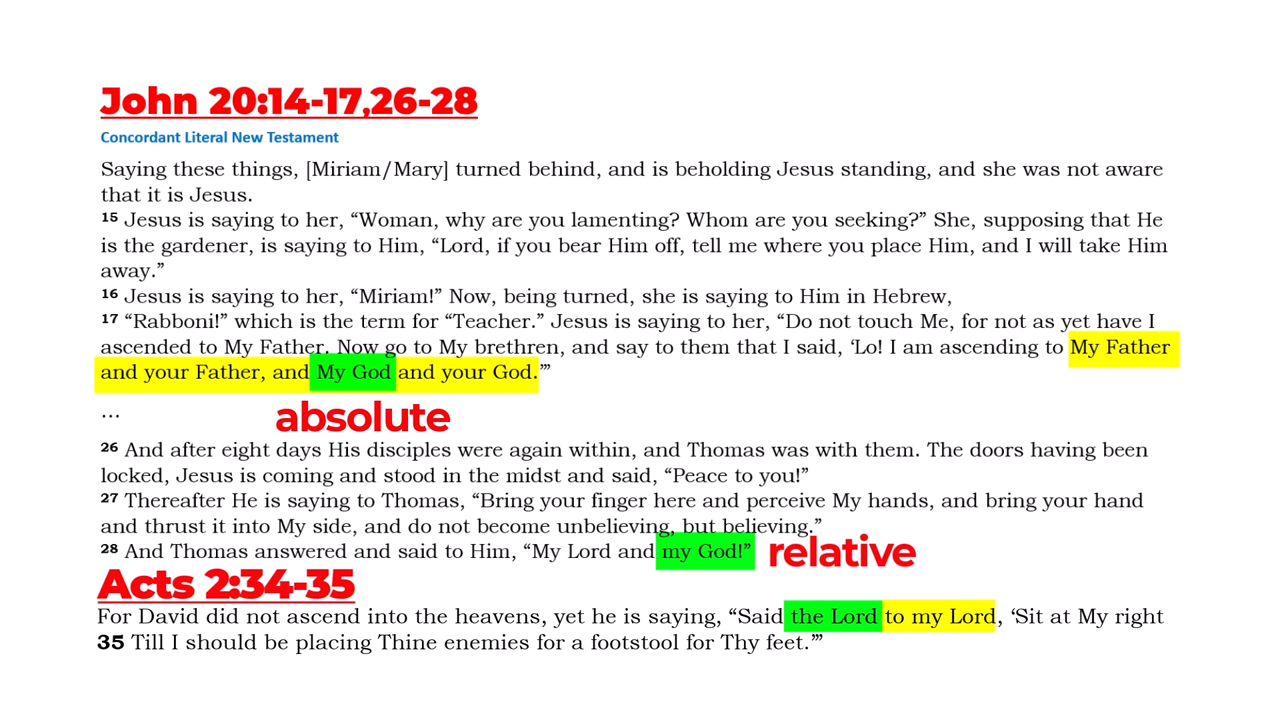 John 20:14-17,26-28
Concordant Literal New Testament
Saying these things, [Miriam/Mary] turned behind, and is beholding Jesus standing, and she was not aware
that it is Jesus.
15 Jesus is saying to her, “Woman, why are you lamenting? Whom are you seeking?” She, supposing that He
is the gardener, is saying to Him, “Lord, if you bear Him off, tell me where you place Him, and I will take Him
away.”
16 Jesus is saying to her, “Miriam!” Now, being turned, she is saying to Him in Hebrew,
17 “Rabboni!” which is the term for “Teacher.” Jesus is saying to her, “Do not touch Me, for not as yet have I
ascended to My Father. Now go to My brethren, and say to them that I said, ‘Lo! I am ascending to My Father
and your Father, and My God and your God.’”
...
absolute
26 And after eight days His disciples were again within, and Thomas was with them. The doors having been
locked, Jesus is coming and stood in the midst and said, “Peace to you!”
27 Thereafter He is saying to Thomas, “Bring your finger here and perceive My hands, and bring your hand
and thrust it into My side, and do not become unbelieving, but believing.”
28 And Thomas answered and said to Him, “My Lord and my God!” relative
Acts 2:34-35
For David did not ascend into the heavens, yet he is saying, “Said the Lord to my Lord, ‘Sit at My right
35 Till I should be placing Thine enemies for a footstool for Thy feet.’”